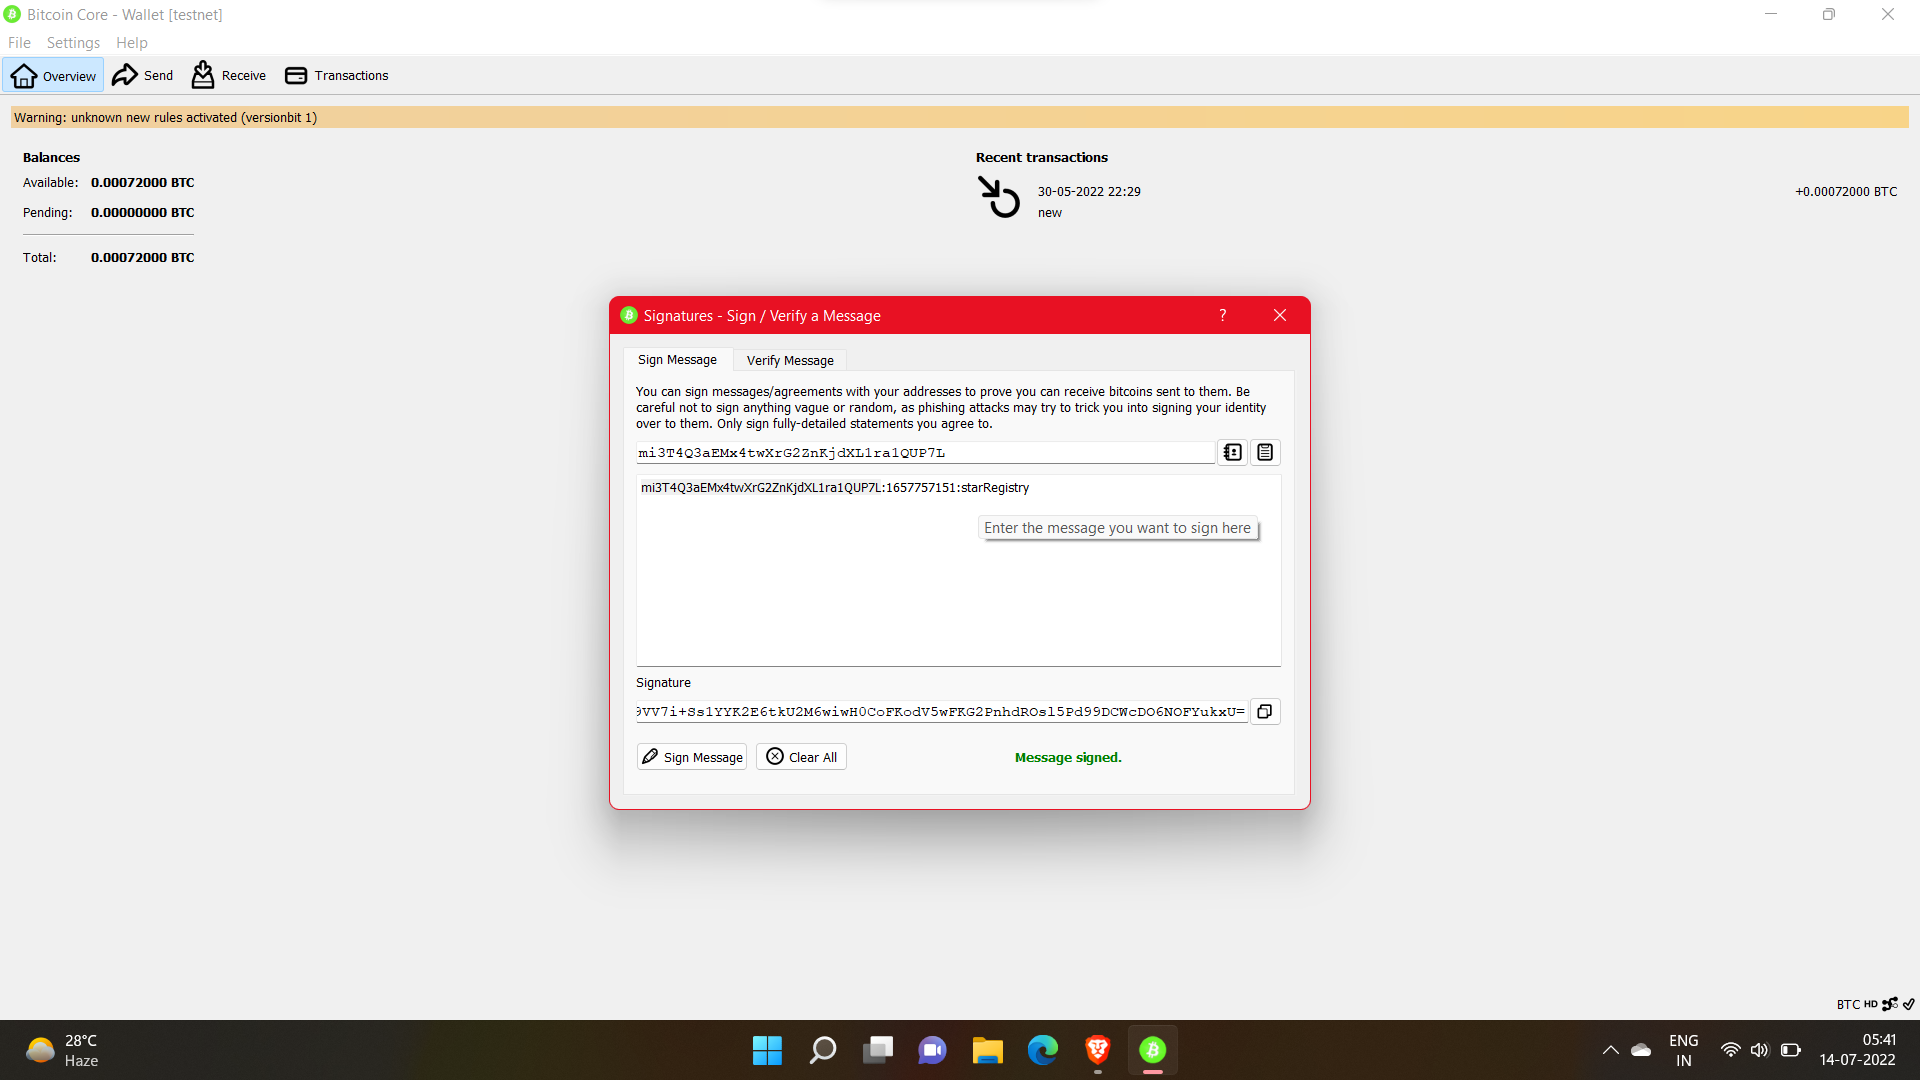 Bitcoin Core - Wallet [testnet]
File Settings Help
Overview Send Receive Transactions
Warning: unknown new rules activated (versionbit 1)
Balances
Available: 0.00072000 BTC
Pending: 0.00000000 BTC
Total: 0.00072000 BTC
Recent transactions
30-05-2022 22:29 +0.00072000 BTC
new
Signatures - Sign / Verify a Message ?
Sign Message Verify Message
You can sign messages/agreements with your addresses to prove you can receive bitcoins sent to them. Be
careful not to sign anything vague or random, as phishing attacks may try to trick you into signing your identity
over to them. Only sign fully-detailed statements you agree to.
mi3T4Q3aEMx4twXrG2ZnKjdXL1ra1QUP7L
mi3T4Q3aEMx4twXrG2ZnKjdXL1ra1QUP7L:1657757151:starRegistry
Enter the message you want to sign here
Signature
9VV7i+Ss1YYK2E6tkU2M6wiwH0CoFKodV5wFKG2PnhdROsl5Pd99DCWcDO6NOFYukxU=
Sign Message Clear All Message signed.
BTC HD
28°C
Haze
ENG
IN
05:41
14-07-2022